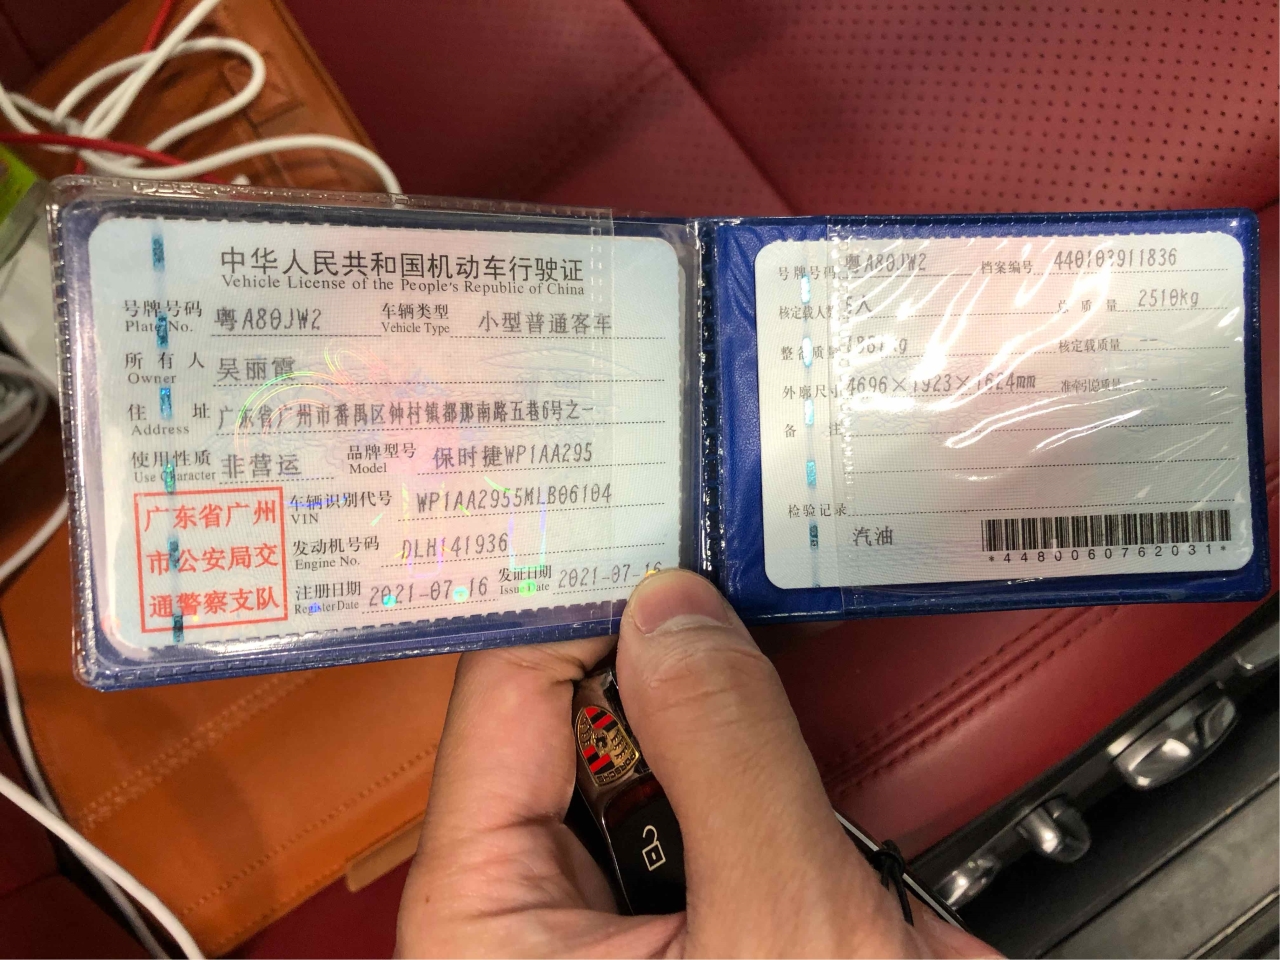 中华人民共和国机动车行驶证
Vehicle License of the People's Republic of China
号牌号码 粤A80JW2 车辆类型 小型普通客车
Plate No. Vehicle Type
所有人 吴丽霞
Owner
住址 广东省广州市番禺区钟村镇都那南路五巷6号之一
Address
使用性质 非营运 品牌型号 保时捷WP1AA295
Use Character Model
广东省广州
市公安局交
通警察支队
车辆识别代号 WP1AA2955MLB06104
VIN
发动机号码 DLH141936
Engine No.
注册日期 2021-07-16 发证日期 2021-07-16
Register Date Issue Date
号牌号码 粤A80JW2 档案编号 440103911836
核定载人数 5人 总质量 2510kg
整备质量 核定载质量 --
外廓尺寸 4696×1923×1624mm 准牵引总质量 --
备注
检验记录
汽油
*4480060762031*